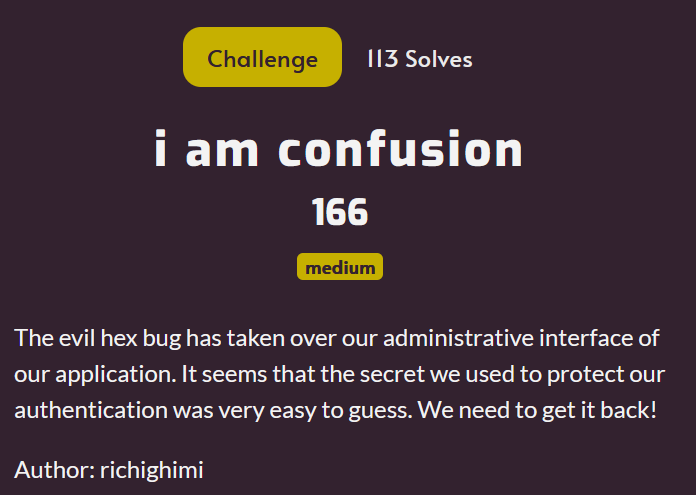 Challenge 113 Solves
i am confusion
166
medium
The evil hex bug has taken over our administrative interface of
our application. It seems that the secret we used to protect our
authentication was very easy to guess. We need to get it back!
Author: richighimi